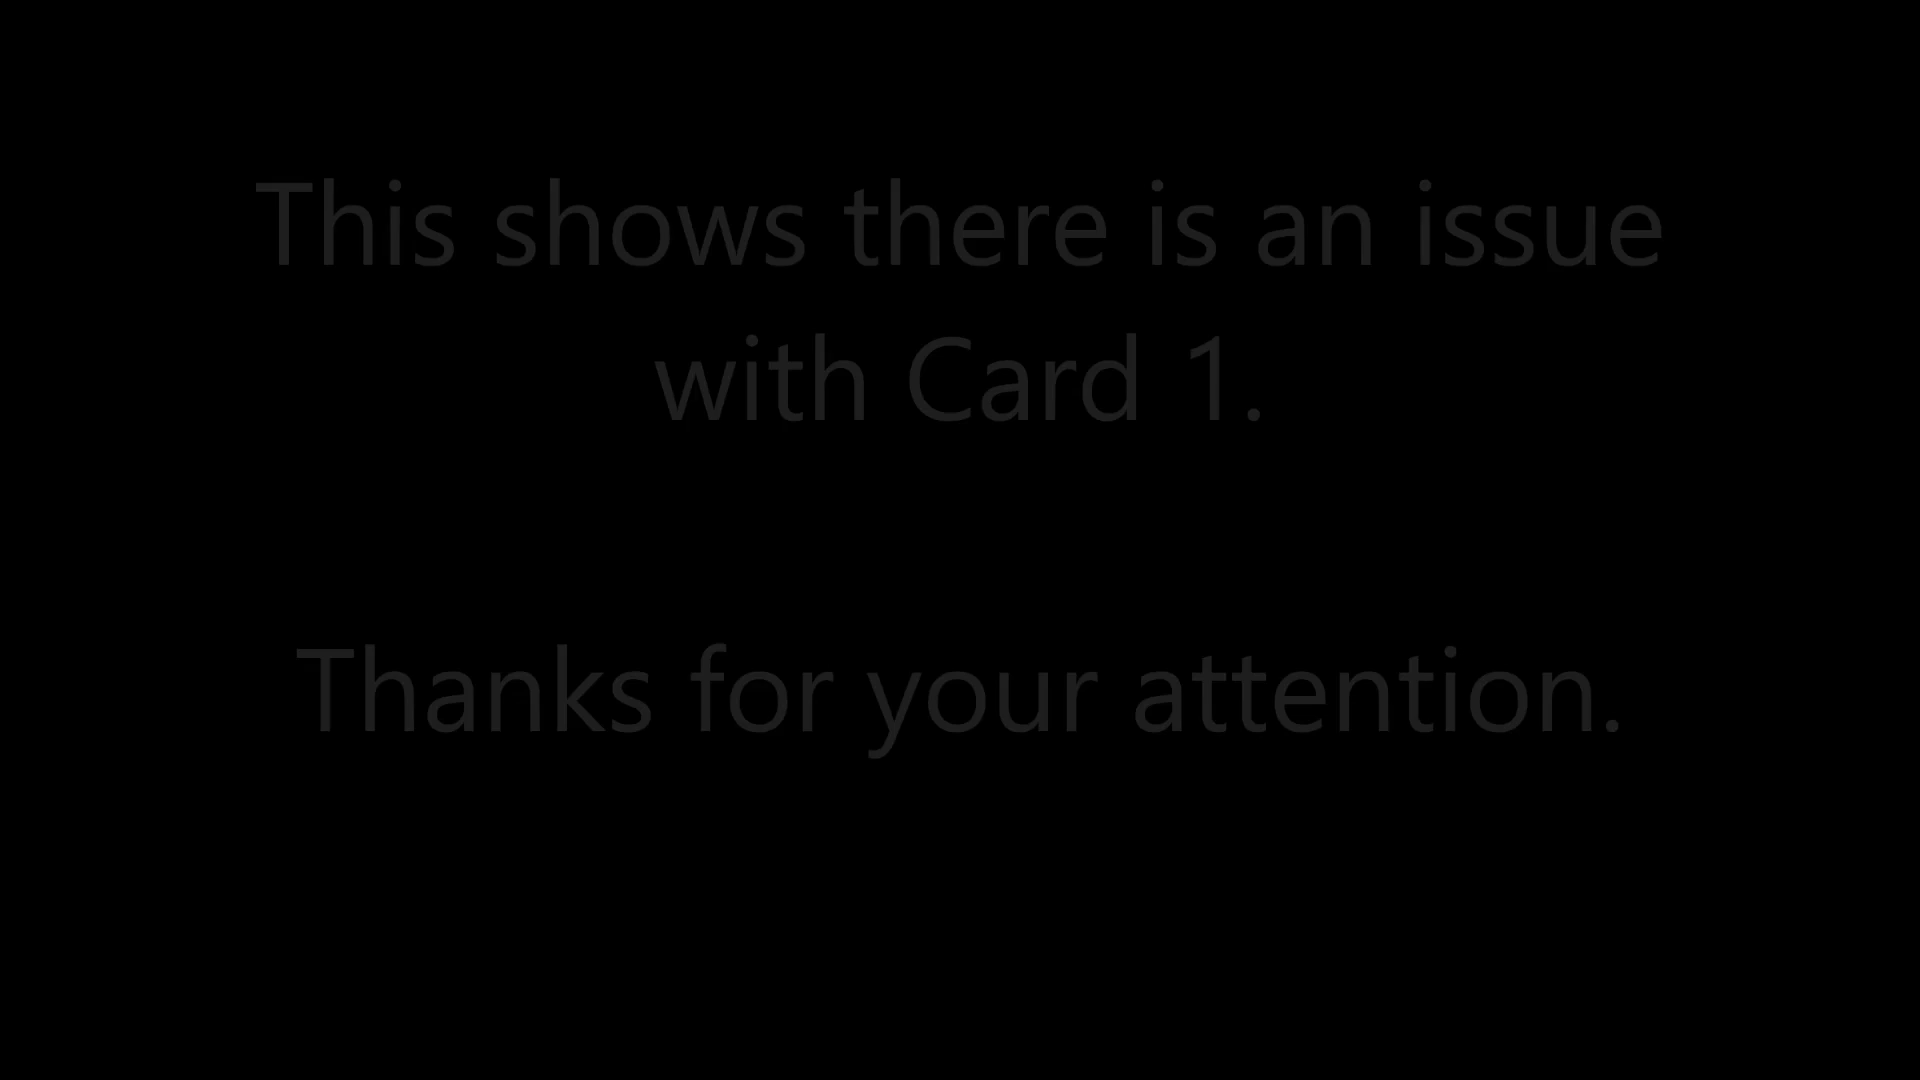 This shows there is an issue
with Card 1.
Thanks for your attention.